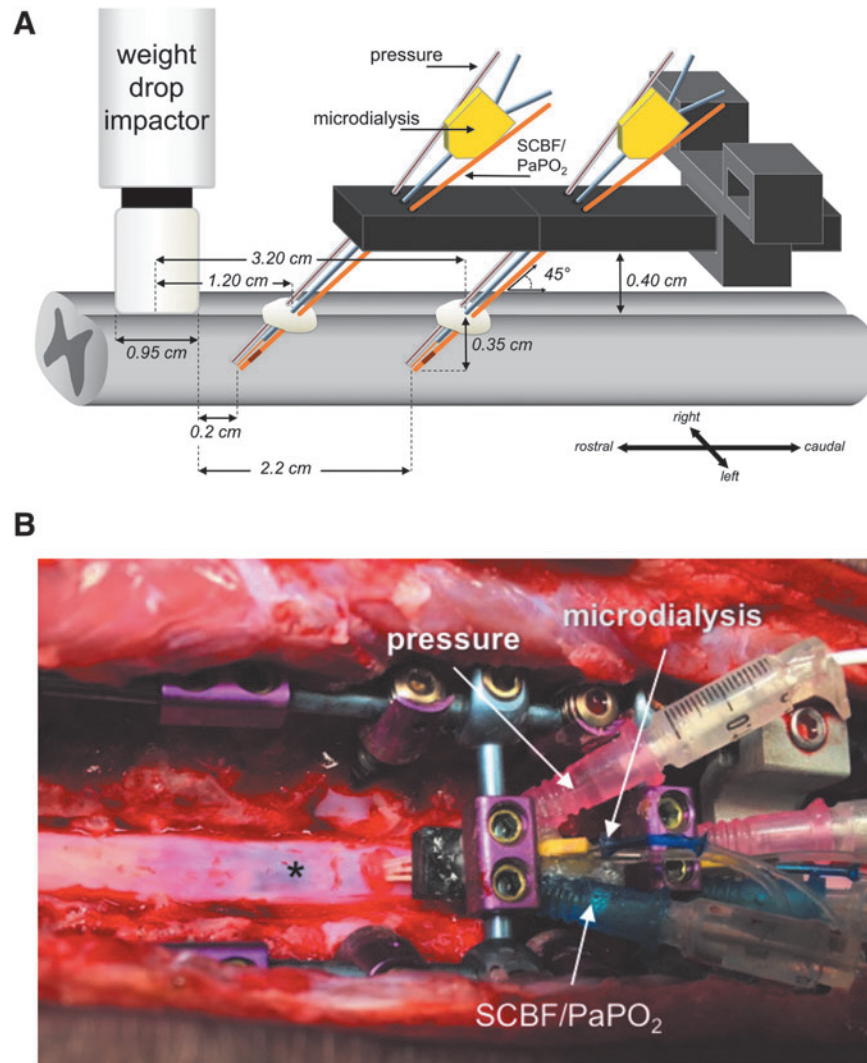 A
weight
drop
impactor
pressure
microdialysis
SCBF/
PaPO₂
3.20 cm
1.20 cm
45°
0.40 cm
0.95 cm
0.35 cm
0.2 cm
2.2 cm
right
rostral
caudal
left
B
microdialysis
pressure
*
SCBF/PaPO₂